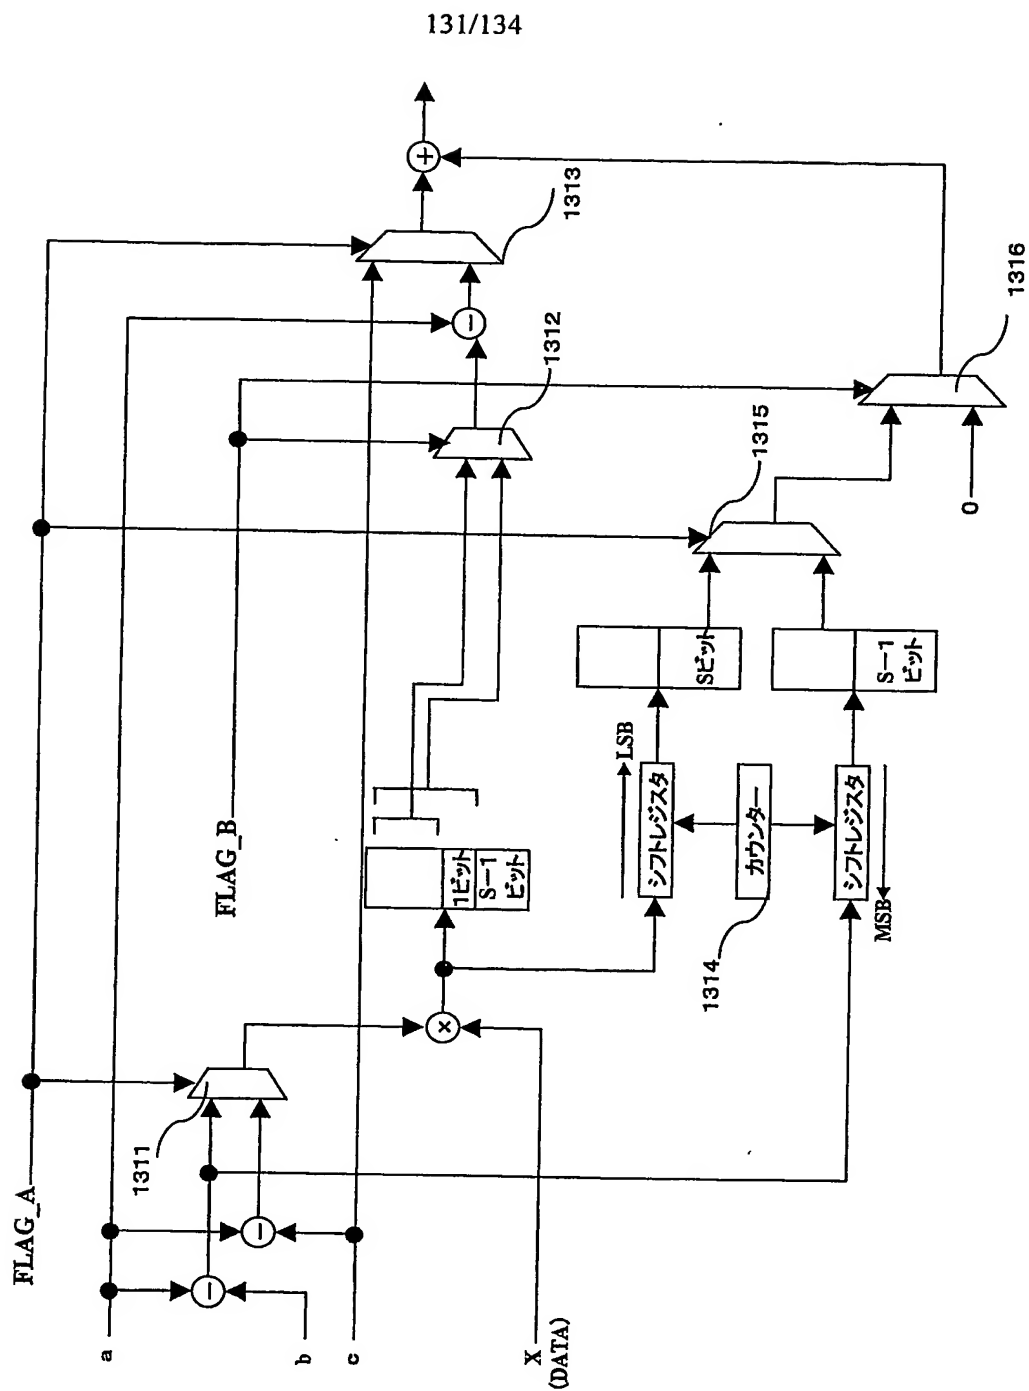 131/134
FLAG_A
FLAG_B
a
b
c
X
(DATA)
1311
1312
1313
1314
1315
1316
1ビット
S－1
ビット
シフトレジスタ
LSB
カウンター
シフトレジスタ
MSB
Sビット
S－1
ビット
0